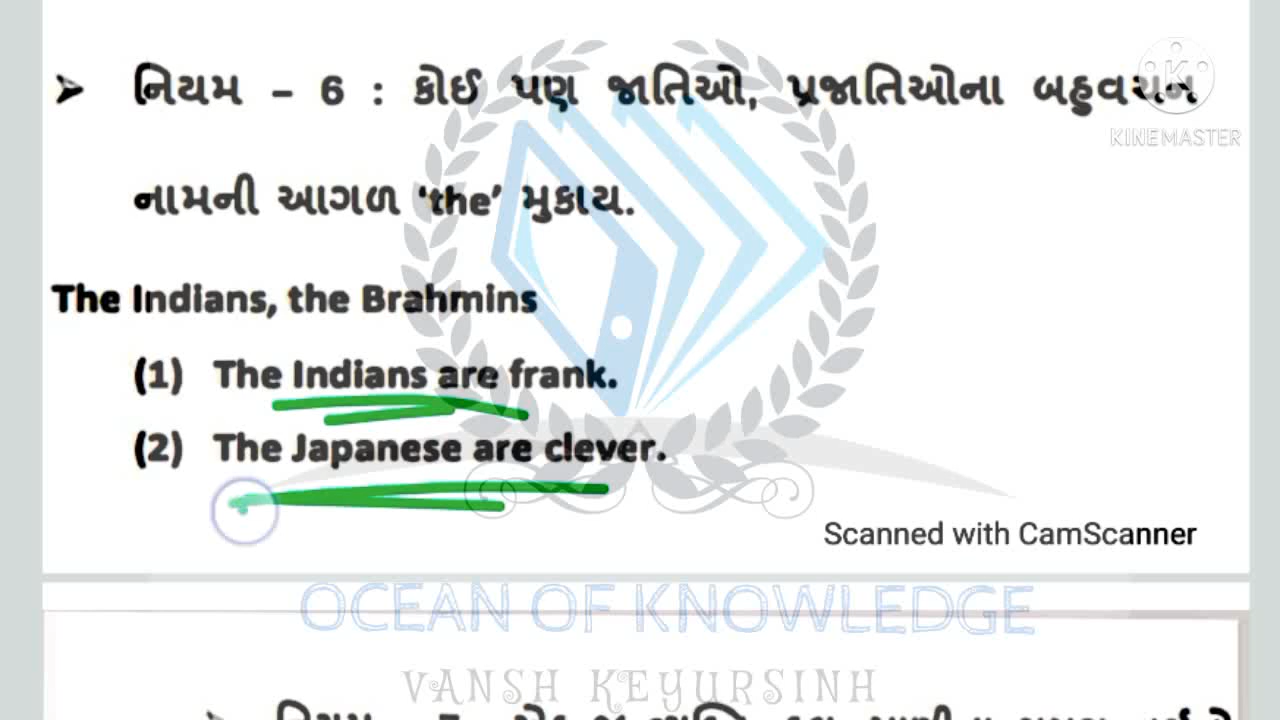 ➤ નિયમ – 6 : કોઈ પણ જાતિઓ, પ્રજાતિઓના બહુવચન
KINEMASTER
નામની આગળ ‘the’ મુકાય.
The Indians, the Brahmins
(1) The Indians are frank.
(2) The Japanese are clever.
Scanned with CamScanner
OCEAN OF KNOWLEDGE
VANSH KEYURSINH